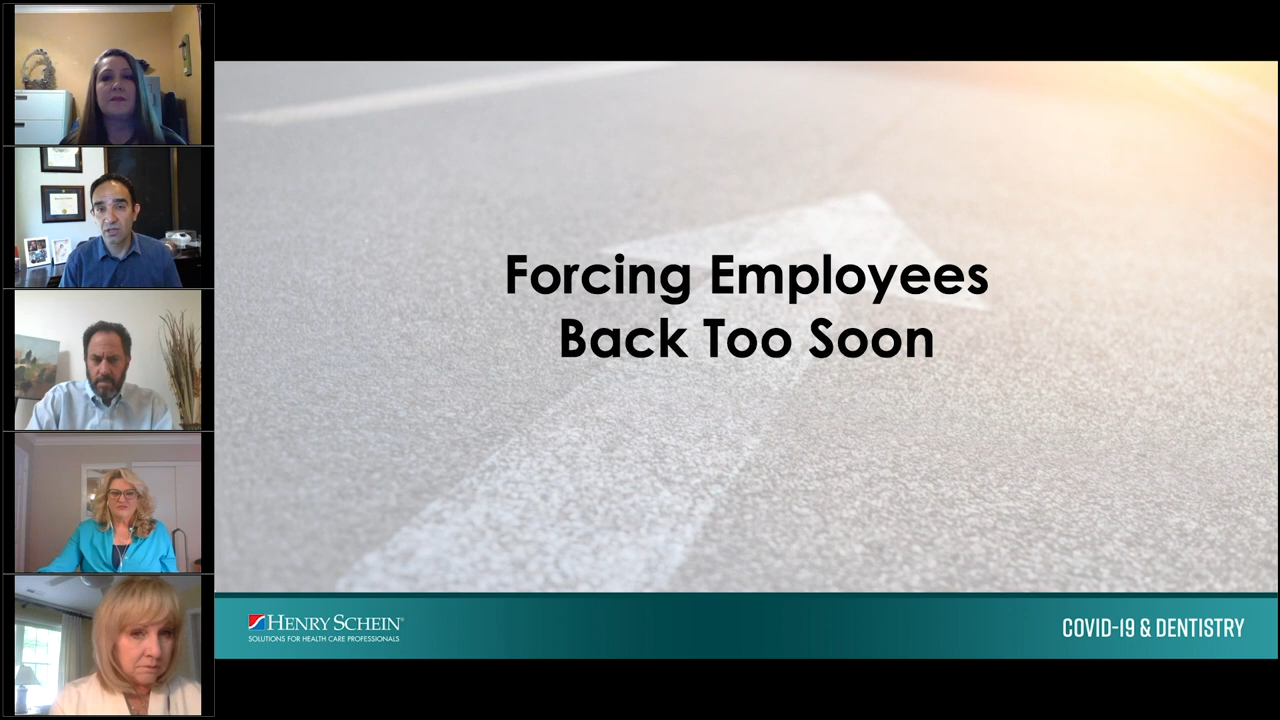 Forcing Employees
Back Too Soon
HENRY SCHEIN®
SOLUTIONS FOR HEALTH CARE PROFESSIONALS
COVID-19 & DENTISTRY